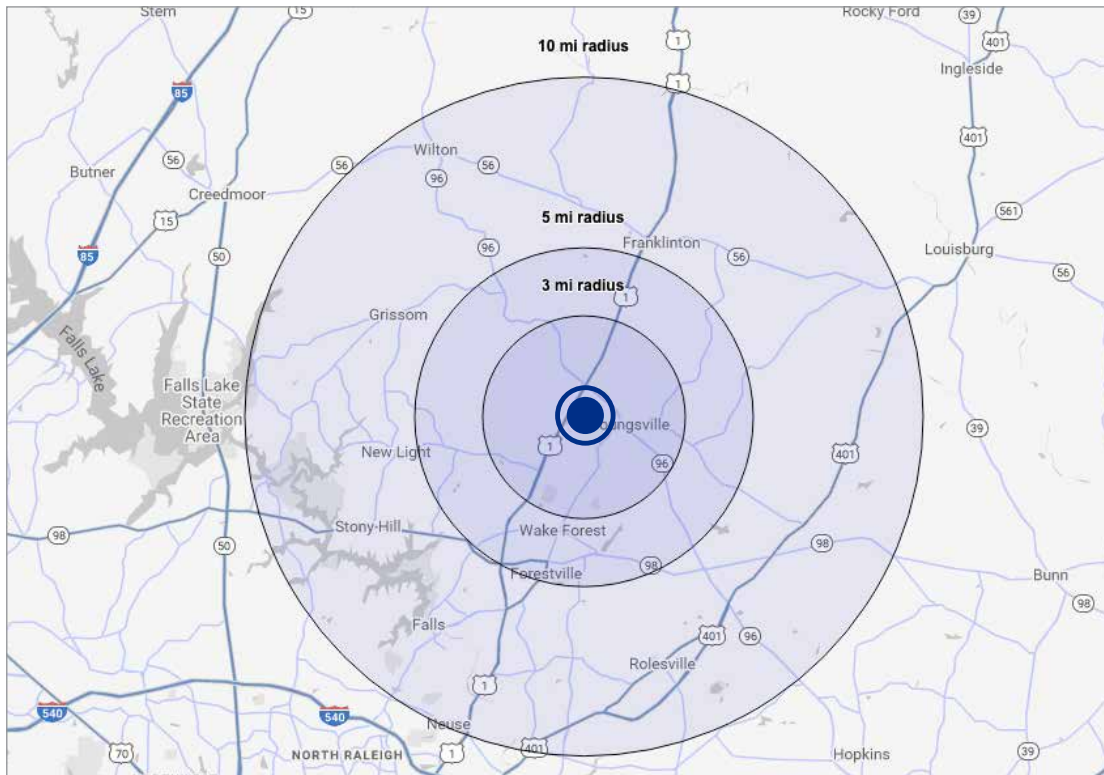 Stem
15
Rocky Ford
39
10 mi radius
1
401
Ingleside
1
85
401
Wilton
56
56
56
Butner
96
Creedmoor
15
561
5 mi radius
Franklinton
96
56
Louisburg
85
50
56
3 mi radius
1
Grissom
Falls Lake
Falls Lake
State
Recreation
Area
oungsville
39
1
New Light
401
96
Stony Hill
Wake Forest
98
98
50
98
Forestville
Bunn
98
Falls
401
96
Rolesville
1
540
540
Neuse
401
70
NORTH RALEIGH
1
Hopkins
39